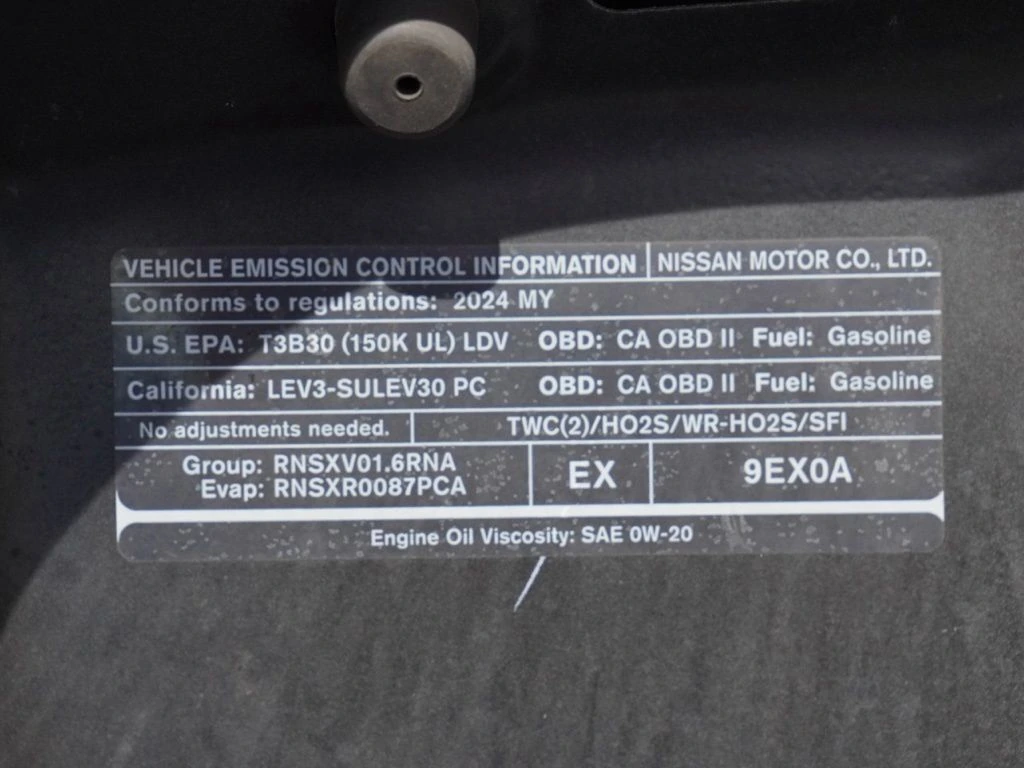 VEHICLE EMISSION CONTROL INFORMATION NISSAN MOTOR CO., LTD.
Conforms to regulations: 2024 MY
U.S. EPA: T3B30 (150K UL) LDV OBD: CA OBD II Fuel: Gasoline
California: LEV3-SULEV30 PC OBD: CA OBD II Fuel: Gasoline
No adjustments needed. TWC(2)/HO2S/WR-HO2S/SFI
Group: RNSXV01.6RNA
Evap: RNSXR0087PCA
EX
9EX0A
Engine Oil Viscosity: SAE 0W-20